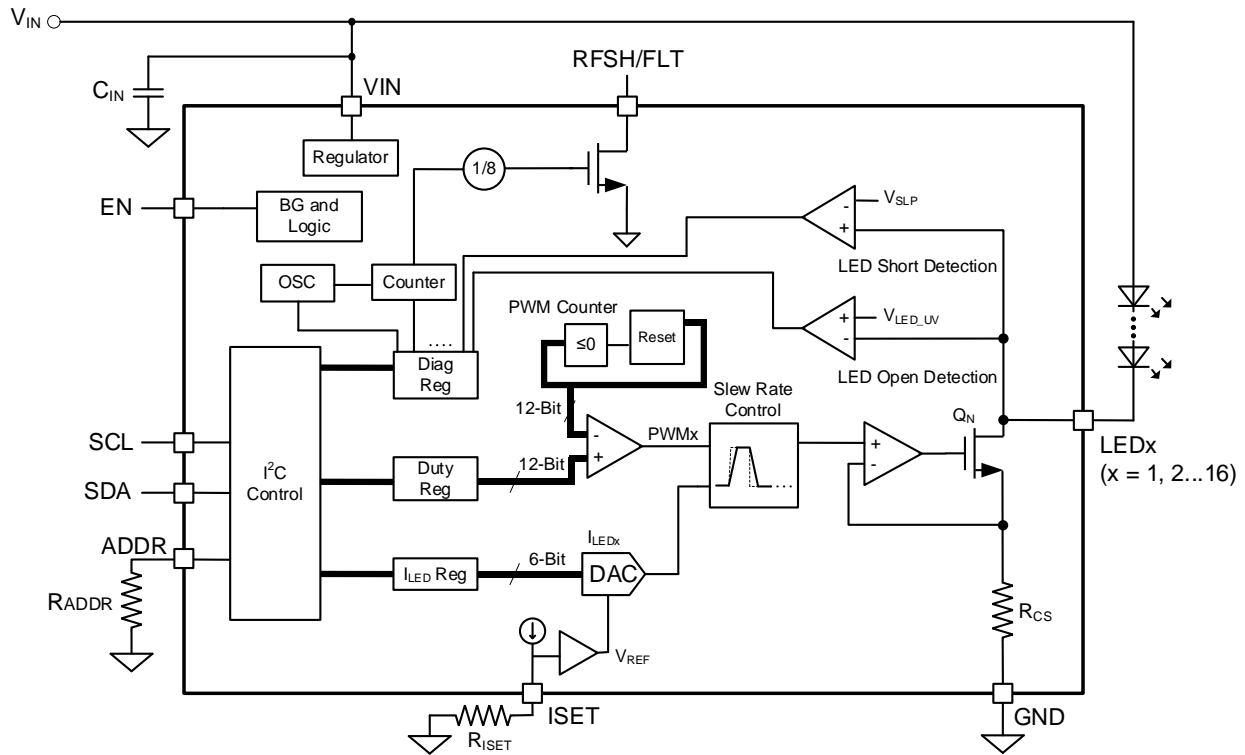 VIN
RFSH/FLT
CIN
VIN
Regulator
1/8
EN
BG and
Logic
VSLP
-
+
LED Short Detection
OSC
Counter
PWM Counter
≤0
Reset
+
VLED_UV
-
LED Open Detection
....
Diag
Reg
12-Bit
Slew Rate
Control
QN
LEDx
(x = 1, 2...16)
SCL
I2C
Control
-
PWMx
+
+
-
SDA
Duty
Reg
12-Bit
ADDR
ILEDx
ILED Reg
6-Bit
DAC
RADDR
RCS
VREF
ISET
GND
RISET